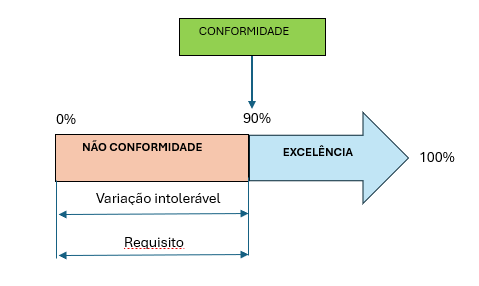 CONFORMIDADE
0%
90%
NÃO CONFORMIDADE
EXCELÊNCIA
100%
Variação intolerável
Requisito